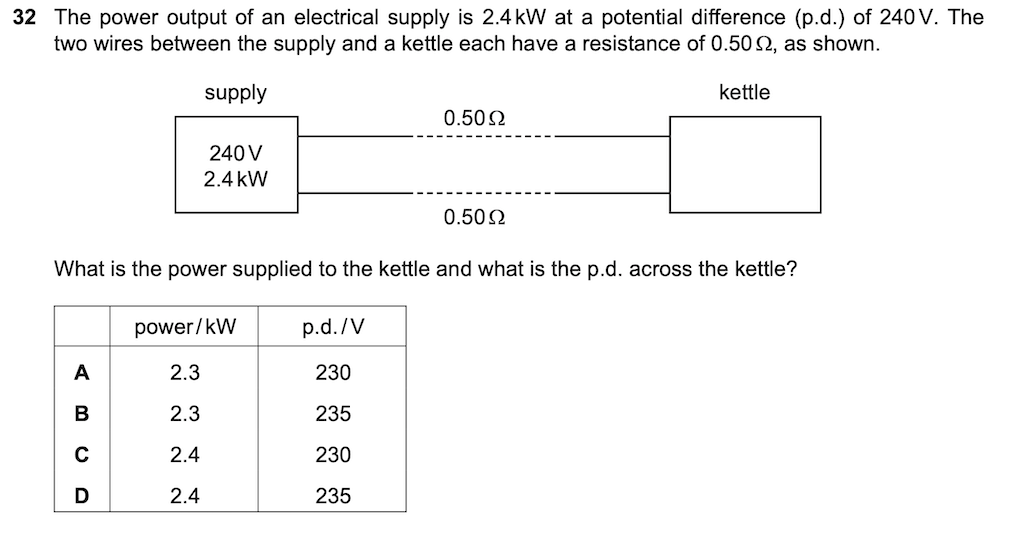 32 The power output of an electrical supply is 2.4 kW at a potential difference (p.d.) of 240 V. The
two wires between the supply and a kettle each have a resistance of 0.50 Ω, as shown.
supply
kettle
0.50 Ω
240 V
2.4 kW
0.50 Ω
What is the power supplied to the kettle and what is the p.d. across the kettle?
power / kW p.d. / V
A 2.3 230
B 2.3 235
C 2.4 230
D 2.4 235